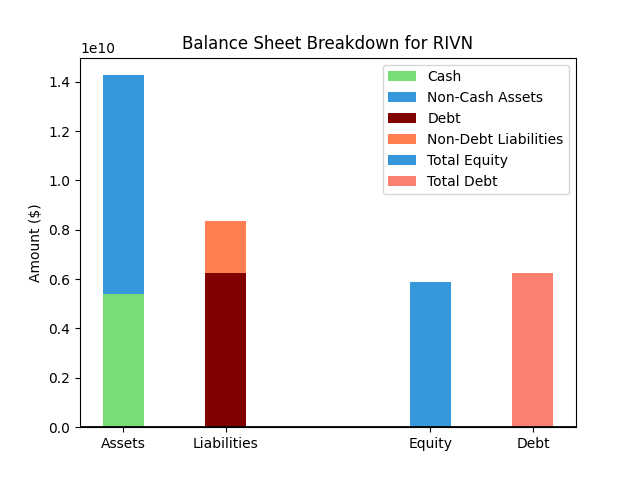 Balance Sheet Breakdown for RIVN
1e10
Cash
Non-Cash Assets
Debt
Non-Debt Liabilities
Total Equity
Total Debt
Amount ($)
1.4
1.2
1.0
0.8
0.6
0.4
0.2
0.0
Assets Liabilities Equity Debt